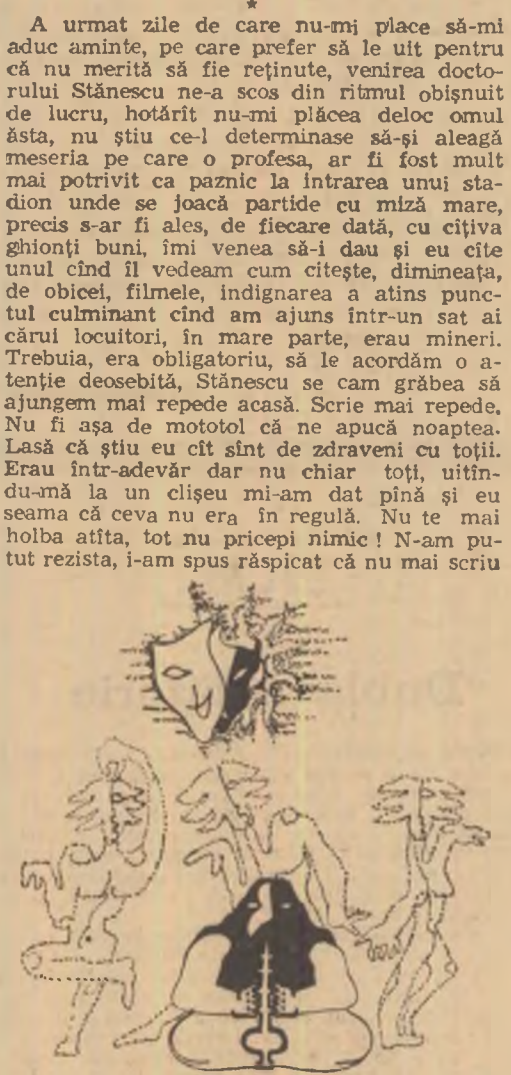 ★
A urmat zile de care nu-mi place să-mi
aduc aminte, pe care prefer să le uit pentru
că nu merită să fie reținute, venirea docto-
rului Stănescu ne-a scos din ritmul obișnuit
de lucru, hotărît nu-mi plăcea deloc omul
ăsta, nu știu ce-l determinase să-și aleagă
meseria pe care o profesa, ar fi fost mult
mai potrivit ca paznic la intrarea unui sta-
dion unde se joacă partide cu miză mare,
precis s-ar fi ales, de fiecare dată, cu cîțiva
ghionți buni, îmi venea să-i dau și eu cîte
unul cînd îl vedeam cum citește, dimineața,
de obicei, filmele, indignarea a atins punc-
tul culminant cînd am ajuns într-un sat ai
cărui locuitori, în mare parte, erau mineri.
Trebuia, era obligatoriu, să le acordăm o a-
tenție deosebită, Stănescu se cam grăbea să
ajungem mai repede acasă. Scrie mai repede.
Nu fi așa de mototol că ne apucă noaptea.
Lasă că știu eu cît sînt de zdraveni cu toții.
Erau într-adevăr dar nu chiar toți, uitîn-
du-mă la un clișeu mi-am dat pînă și eu
seama că ceva nu era în regulă. Nu te mai
holba atîta, tot nu pricepi nimic ! N-am pu-
tut rezista, i-am spus răspicat că nu mai scriu